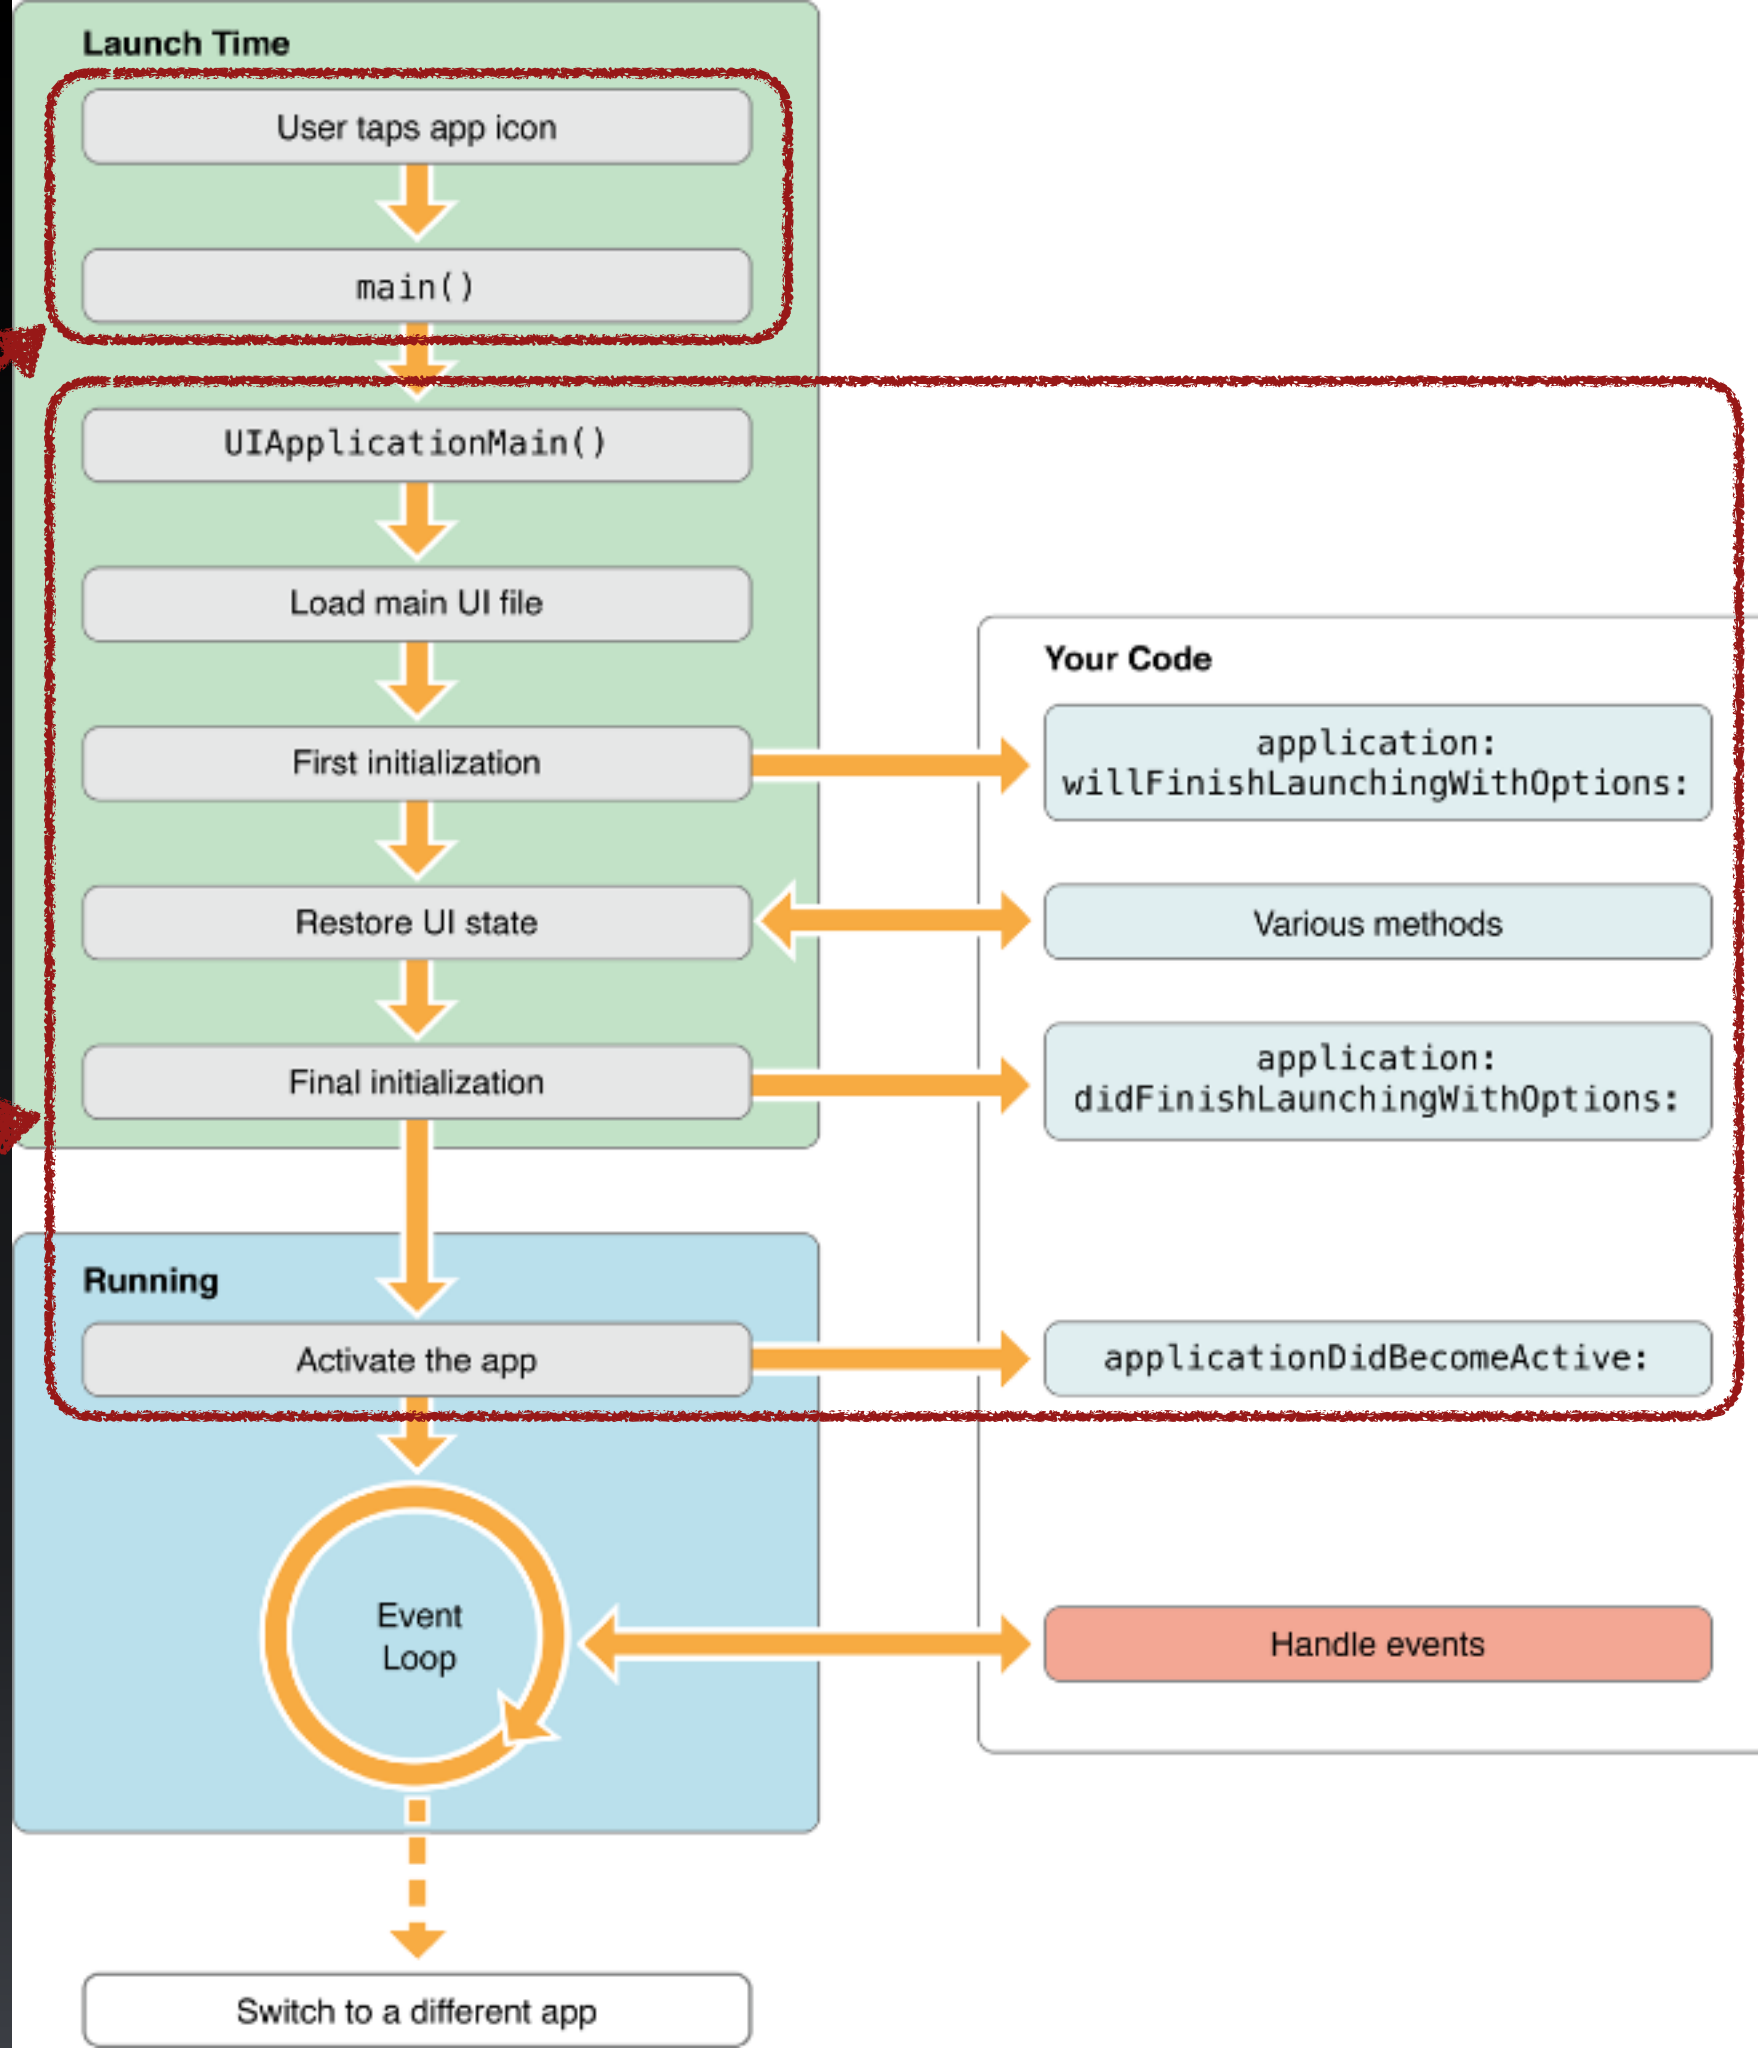 Launch Time
User taps app icon
main()
UIApplicationMain()
Load main UI file
First initialization
Restore UI state
Final initialization
Your Code
application:
willFinishLaunchingWithOptions:
Various methods
application:
didFinishLaunchingWithOptions:
Running
Activate the app
applicationDidBecomeActive:
Event
Loop
Handle events
Switch to a different app